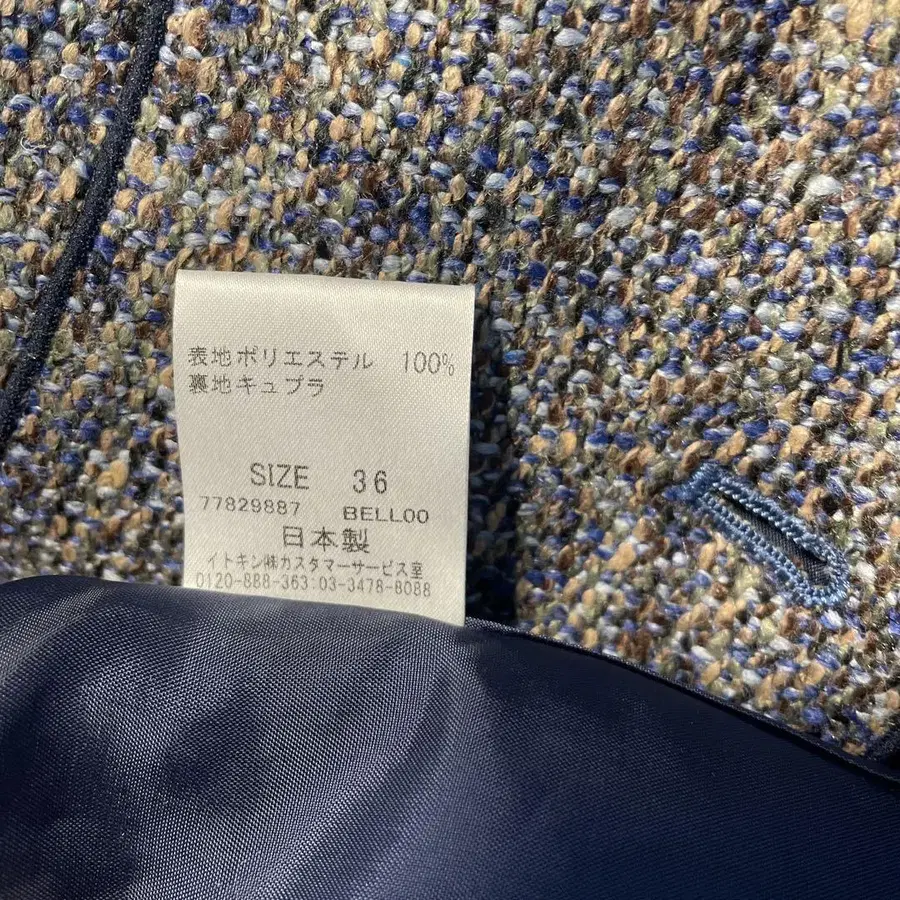 表地ポリエステル 100%
裏地キュプラ
SIZE 36
77829887 BELLOO
日本製
イトキン㈱カスタマーサービス室
0120-888-363:03-3478-8088